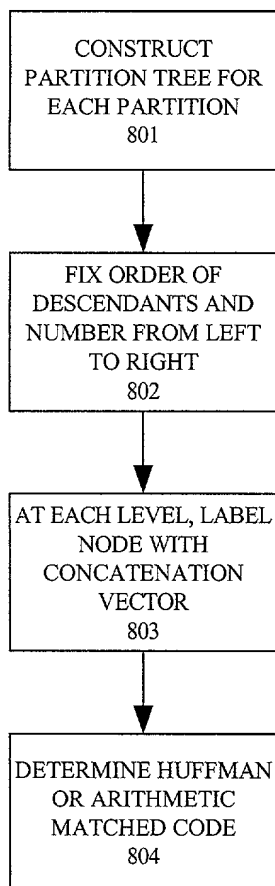 CONSTRUCT
PARTITION TREE FOR
EACH PARTITION
801
FIX ORDER OF
DESCENDANTS AND
NUMBER FROM LEFT
TO RIGHT
802
AT EACH LEVEL, LABEL
NODE WITH
CONCATENATION
VECTOR
803
DETERMINE HUFFMAN
OR ARITHMETIC
MATCHED CODE
804